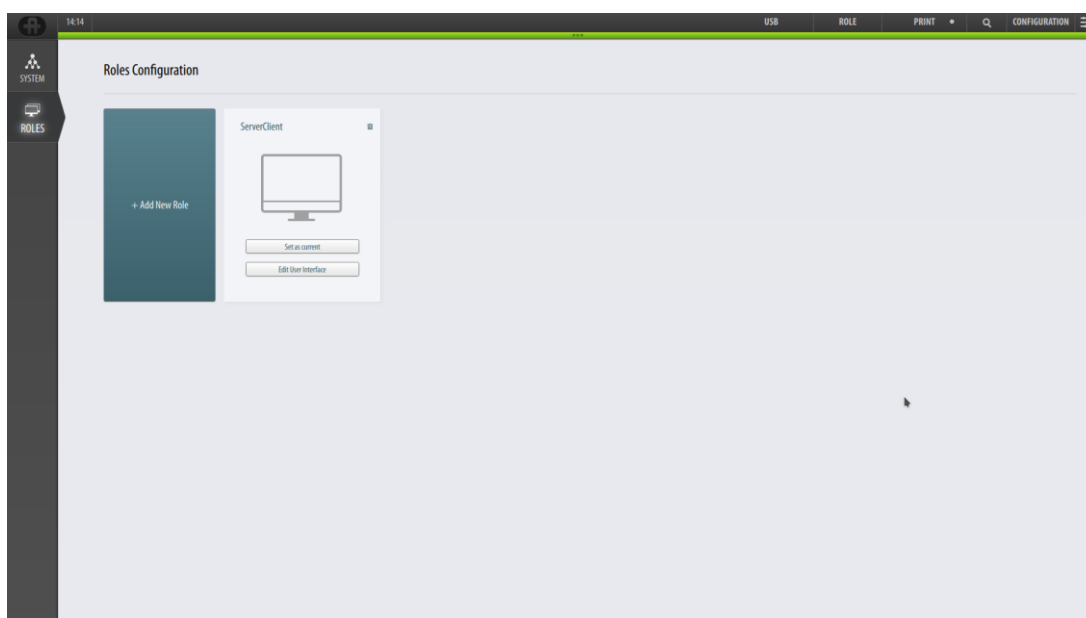 14:14 USB ROLE PRINT CONFIGURATION
SYSTEM
ROLES
Roles Configuration
+ Add New Role
ServerClient
Set as current
Edit User Interface